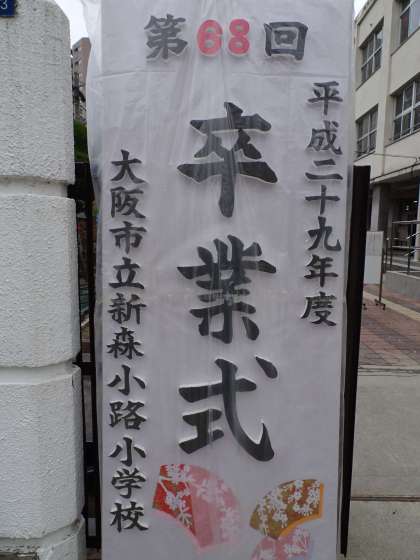 第68回
平成二十九年度
卒業式
大阪市立新森小路小学校
3